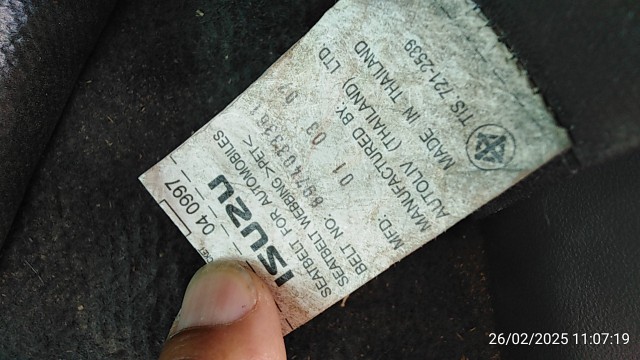 ISUZU
SEATBELT FOR AUTOMOBILES
SEATBELT WEBBING >PET<
BELT NO:
MFD: 01 03
MANUFACTURED BY:
AUTOLIV (THAILAND) LTD.
MADE IN THAILAND
TIS 721-2539
04 0997
26/02/2025 11:07:19